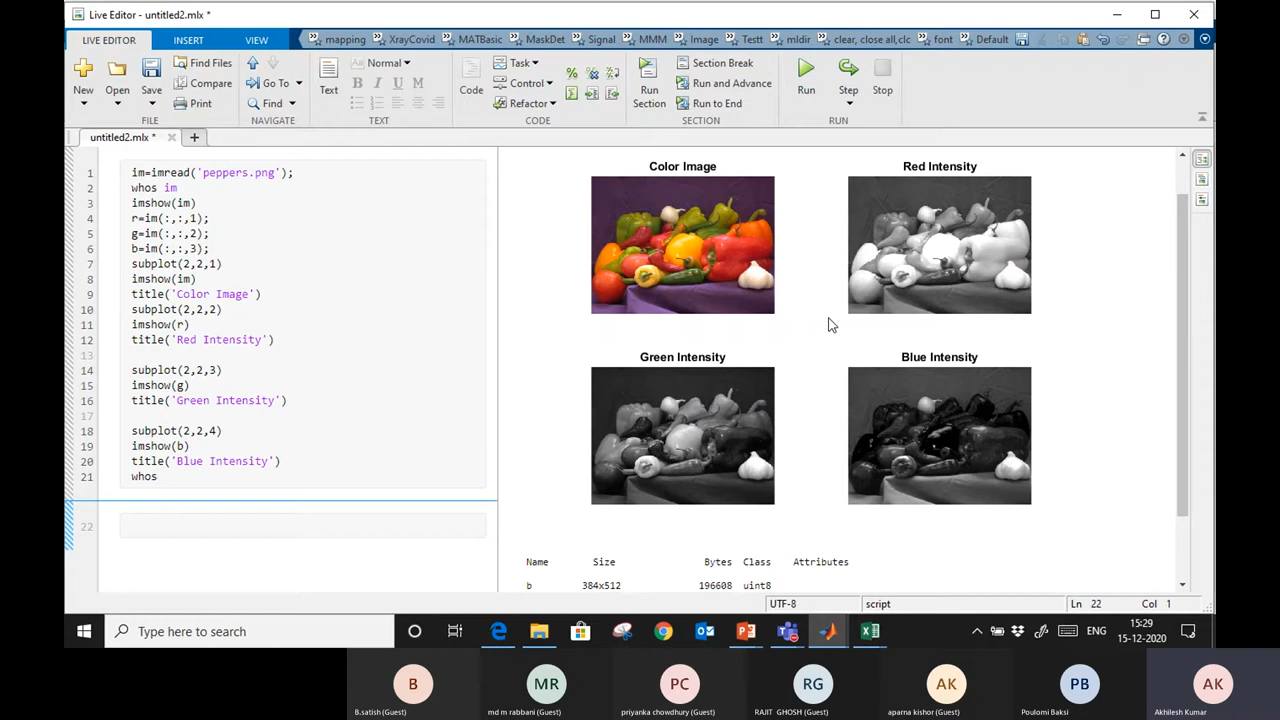 Live Editor - untitled2.mlx *
LIVE EDITOR INSERT VIEW mapping XrayCovid MATBasic MaskDet Signal MMM Image Testt mldir clear, close all,clc font Default
New Open Save Find Files Compare Print
Go To Find
Text Normal B I U M
Code Task Control Refactor
Run Section Section Break Run and Advance Run to End
Run Step Stop
FILE NAVIGATE TEXT CODE SECTION RUN
untitled2.mlx * +
1 im=imread('peppers.png');
2 whos im
3 imshow(im)
4 r=im(:,:,1);
5 g=im(:,:,2);
6 b=im(:,:,3);
7 subplot(2,2,1)
8 imshow(im)
9 title('Color Image')
10 subplot(2,2,2)
11 imshow(r)
12 title('Red Intensity')
13
14 subplot(2,2,3)
15 imshow(g)
16 title('Green Intensity')
17
18 subplot(2,2,4)
19 imshow(b)
20 title('Blue Intensity')
21 whos
22
Color Image Red Intensity
Green Intensity Blue Intensity
Name Size Bytes Class Attributes
b 384x512 196608 uint8
UTF-8 script Ln 22 Col 1
Type here to search
ENG
15:29
15-12-2020
B MR PC RG AK PB AK
B.satish (Guest) md m rabbani (Guest) priyanka chowdhury (Guest) RAJIT GHOSH (Guest) aparna kishor (Guest) Poulomi Baksi Akhilesh Kumar